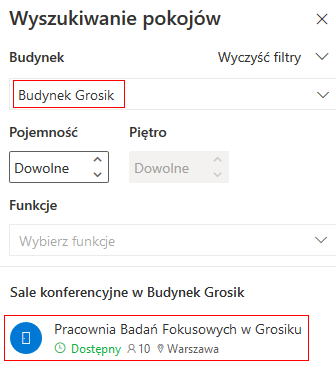 Wyszukiwanie pokojów
Budynek Wyczyść filtry
Budynek Grosik
Pojemność Piętro
Dowolne Dowolne
Funkcje
Wybierz funkcje
Sale konferencyjne w Budynek Grosik
Pracownia Badań Fokusowych w Grosiku
Dostępny 10 Warszawa